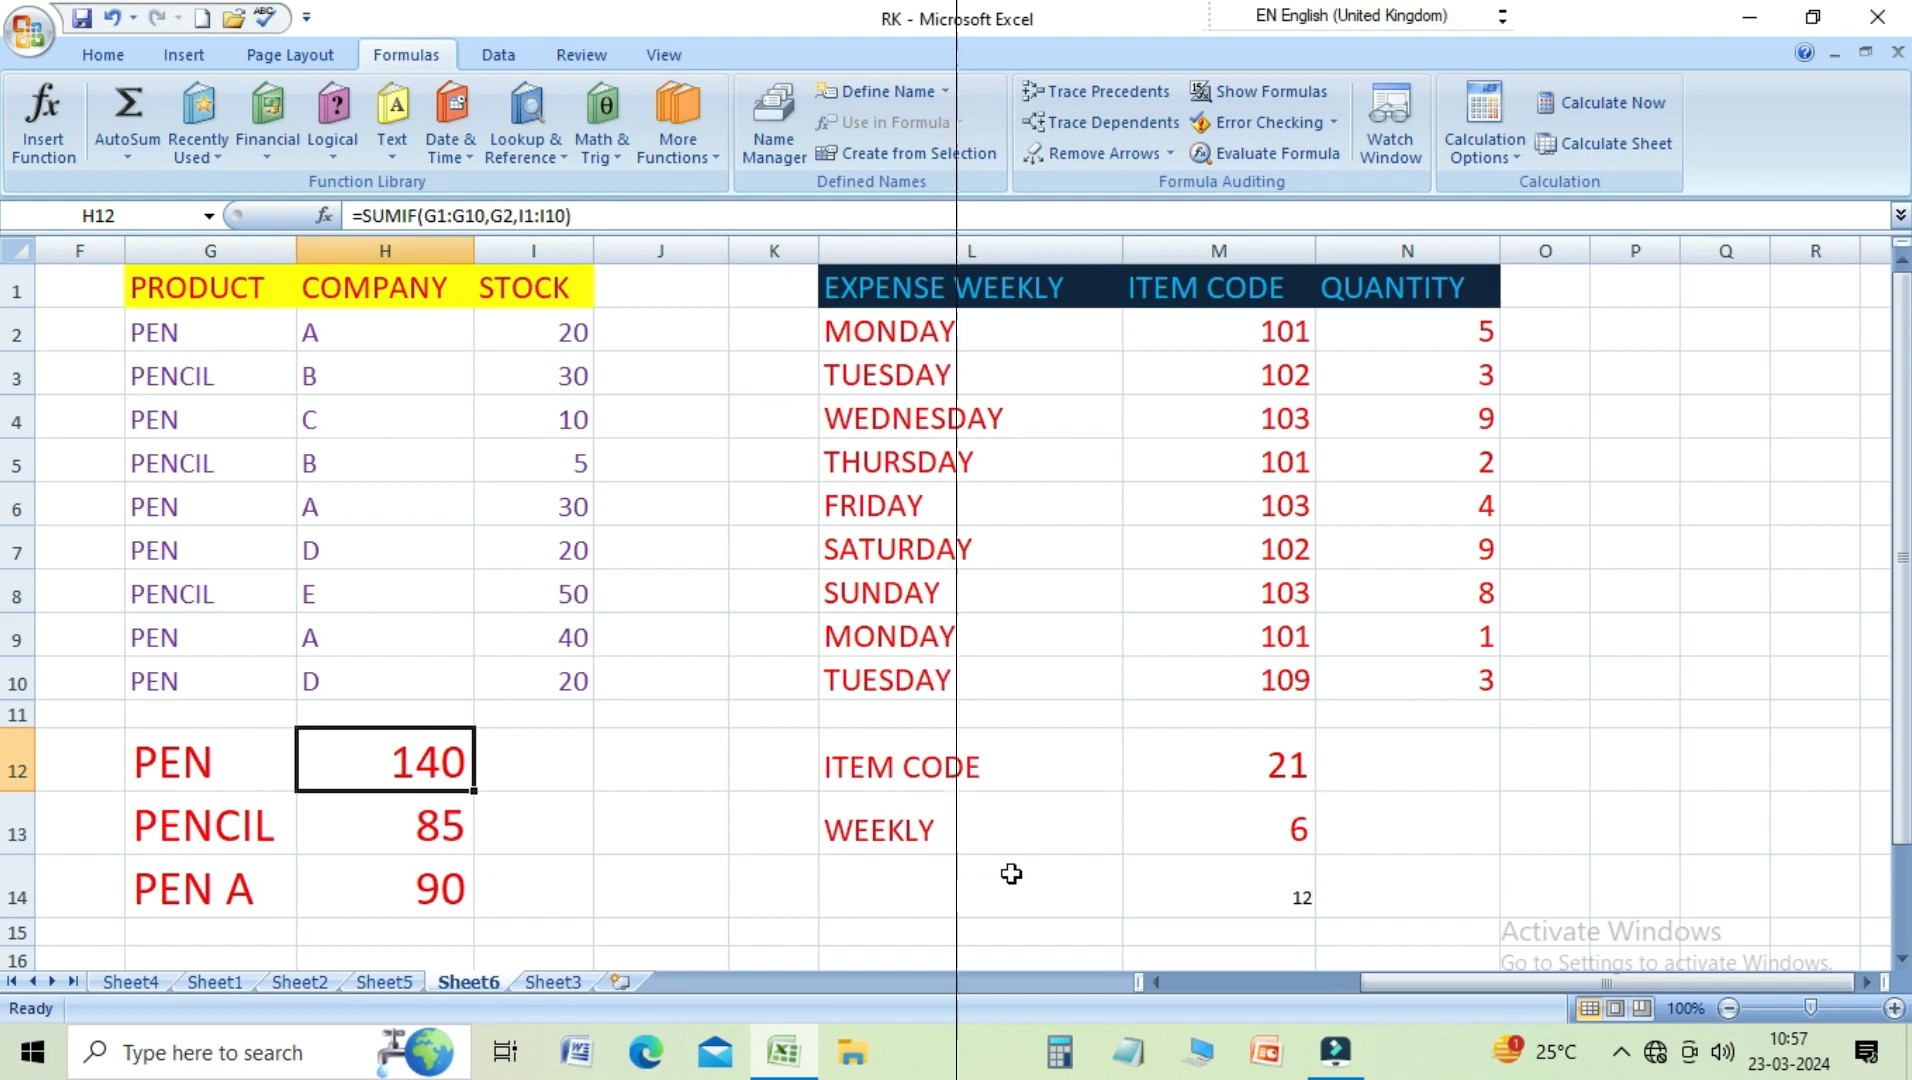 RK - Microsoft Excel
EN English (United Kingdom)
Home Insert Page Layout Formulas Data Review View
Insert Function
AutoSum
Recently Used
Financial
Logical
Text
Date & Time
Lookup & Reference
Math & Trig
More Functions
Function Library
Name Manager
Define Name
Use in Formula
Create from Selection
Defined Names
Trace Precedents
Trace Dependents
Remove Arrows
Show Formulas
Error Checking
Evaluate Formula
Formula Auditing
Watch Window
Calculation Options
Calculate Now
Calculate Sheet
Calculation
H12 fx =SUMIF(G1:G10,G2,I1:I10)
F G H I J K L M N O P Q R
1 PRODUCT COMPANY STOCK EXPENSE WEEKLY ITEM CODE QUANTITY
2 PEN A 20 MONDAY 101 5
3 PENCIL B 30 TUESDAY 102 3
4 PEN C 10 WEDNESDAY 103 9
5 PENCIL B 5 THURSDAY 101 2
6 PEN A 30 FRIDAY 103 4
7 PEN D 20 SATURDAY 102 9
8 PENCIL E 50 SUNDAY 103 8
9 PEN A 40 MONDAY 101 1
10 PEN D 20 TUESDAY 109 3
11
12 PEN 140 ITEM CODE 21
13 PENCIL 85 WEEKLY 6
14 PEN A 90 12
15
16
Activate Windows
Go to Settings to activate Windows.
Sheet4 Sheet1 Sheet2 Sheet5 Sheet6 Sheet3
Ready 100%
Type here to search
25°C
10:57
23-03-2024